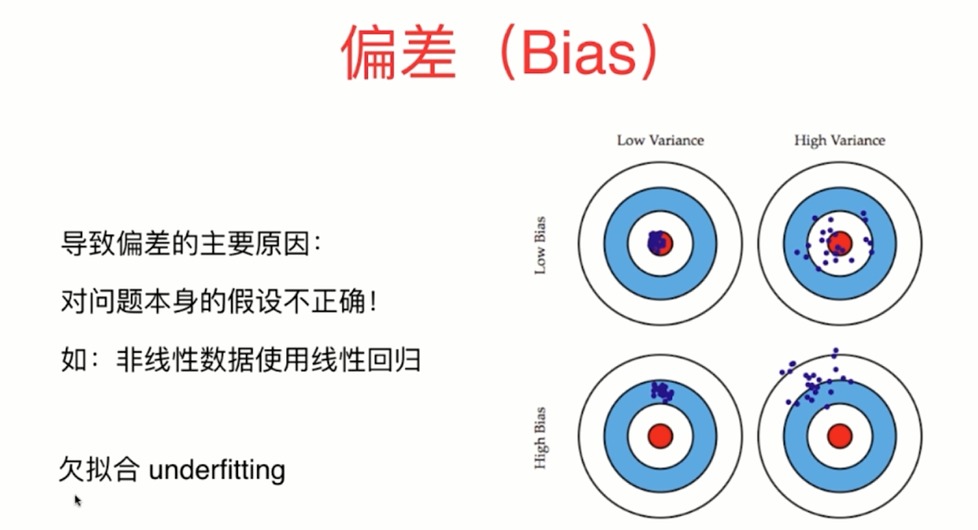 偏差（Bias）
导致偏差的主要原因：
对问题本身的假设不正确！
如：非线性数据使用线性回归
欠拟合 underfitting
Low Variance
High Variance
Low Bias
High Bias